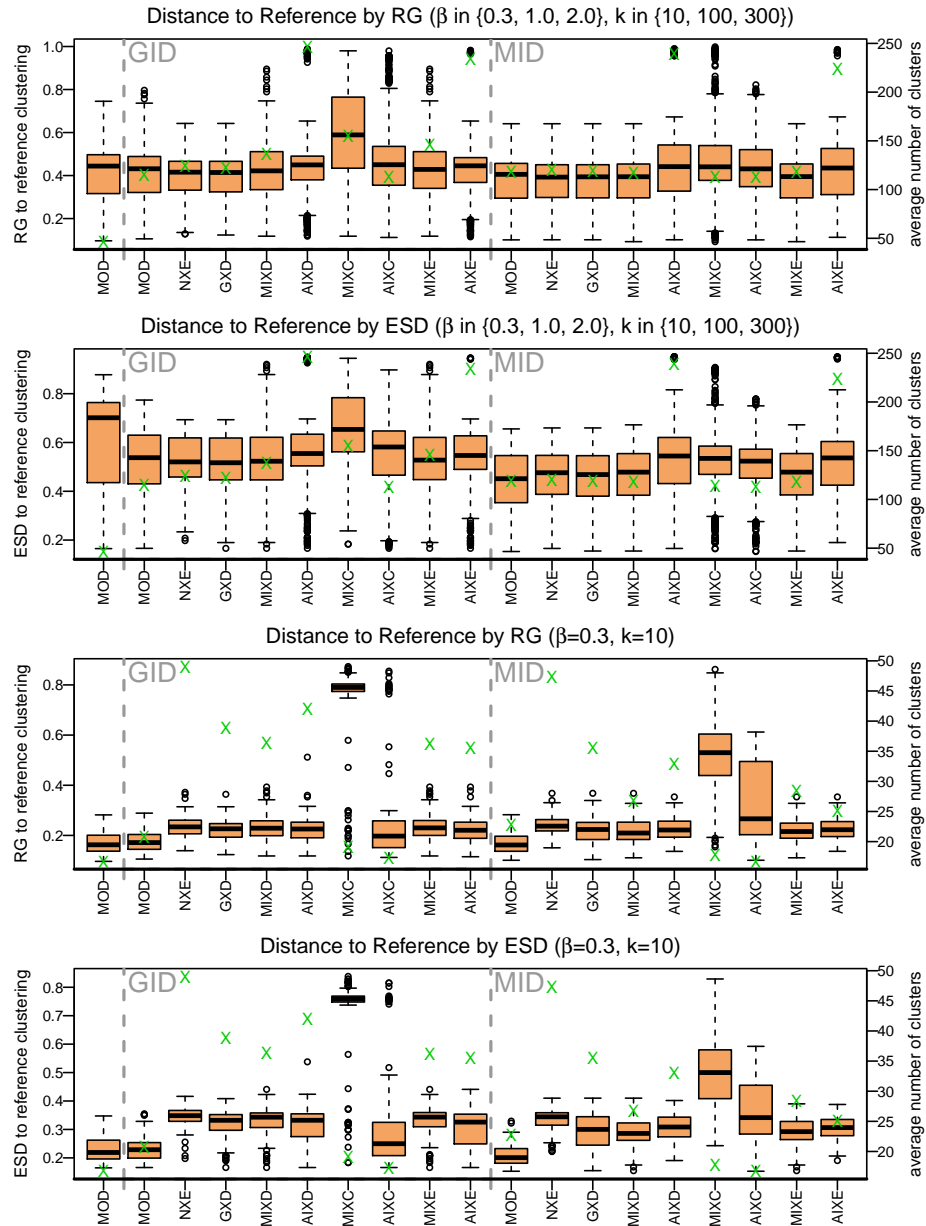 Distance to Reference by RG (β in {0.3, 1.0, 2.0}, k in {10, 100, 300})
GID
MID
RG to reference clustering
1.0
0.8
0.6
0.4
0.2
250
200
150
100
50
average number of clusters
MOD MOD NXE GXD MIXD AIXD MIXC AIXC MIXE AIXE MOD NXE GXD MIXD AIXD MIXC AIXC MIXE AIXE
Distance to Reference by ESD (β in {0.3, 1.0, 2.0}, k in {10, 100, 300})
GID
MID
ESD to reference clustering
0.8
0.6
0.4
0.2
250
200
150
100
50
average number of clusters
MOD MOD NXE GXD MIXD AIXD MIXC AIXC MIXE AIXE MOD NXE GXD MIXD AIXD MIXC AIXC MIXE AIXE
Distance to Reference by RG (β=0.3, k=10)
GID
MID
RG to reference clustering
0.8
0.6
0.4
0.2
50
45
40
35
30
25
20
average number of clusters
MOD MOD NXE GXD MIXD AIXD MIXC AIXC MIXE AIXE MOD NXE GXD MIXD AIXD MIXC AIXC MIXE AIXE
Distance to Reference by ESD (β=0.3, k=10)
GID
MID
ESD to reference clustering
0.8
0.7
0.6
0.5
0.4
0.3
0.2
50
45
40
35
30
25
20
average number of clusters
MOD MOD NXE GXD MIXD AIXD MIXC AIXC MIXE AIXE MOD NXE GXD MIXD AIXD MIXC AIXC MIXE AIXE